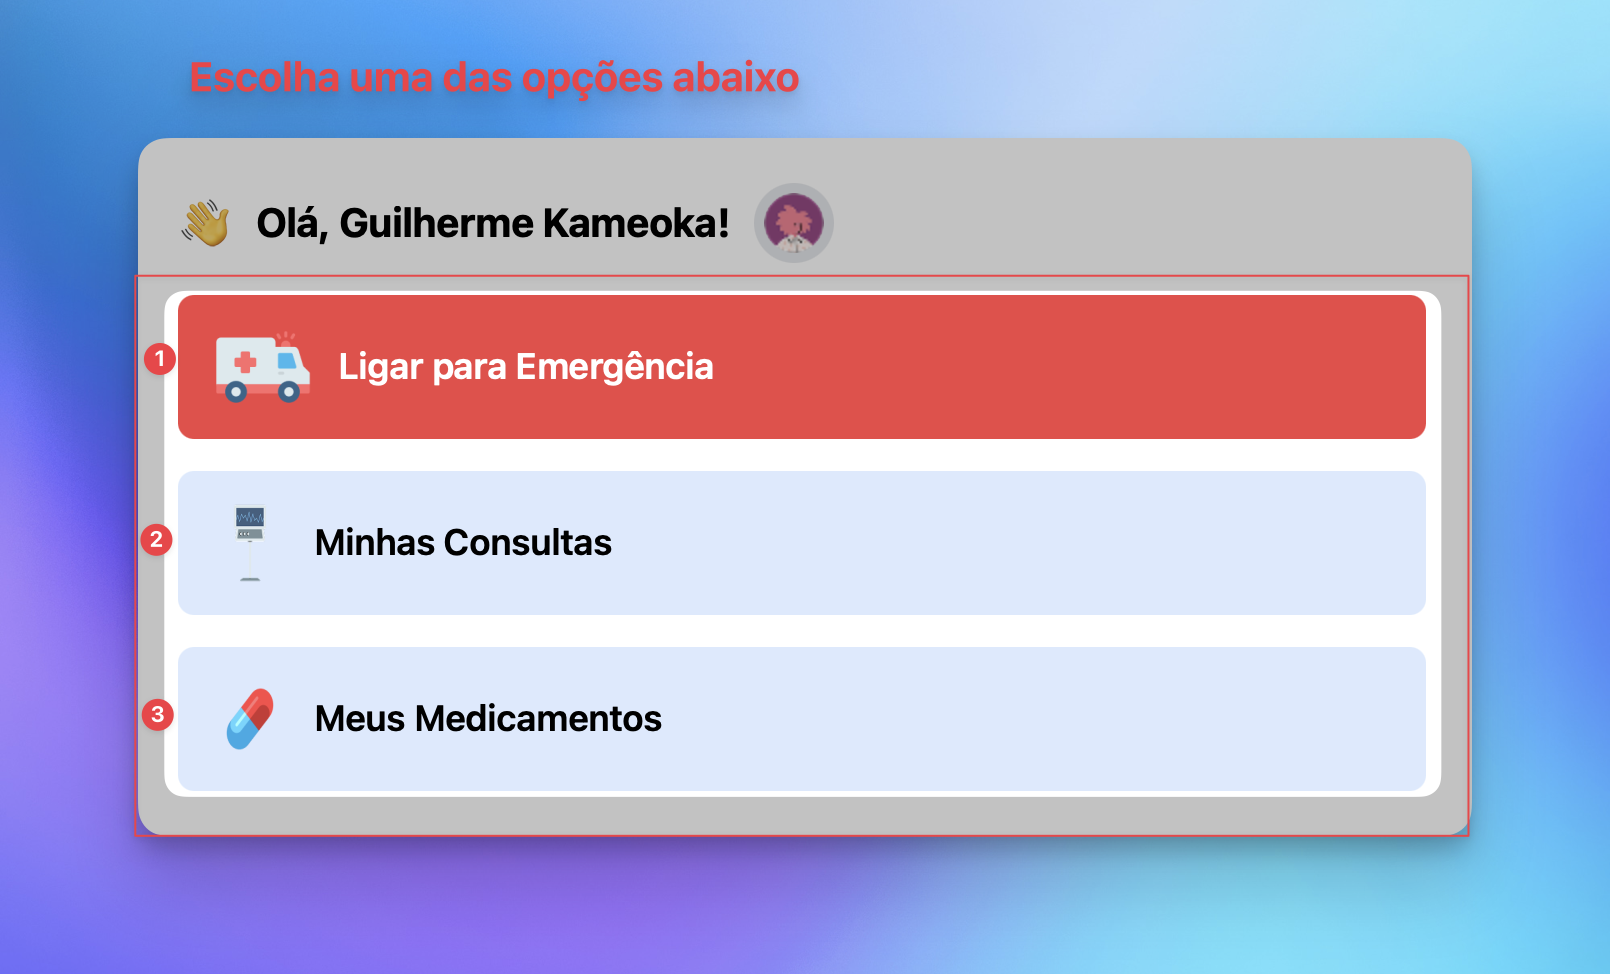 Escolha uma das opções abaixo
Olá, Guilherme Kameoka!
1 Ligar para Emergência
2 Minhas Consultas
3 Meus Medicamentos